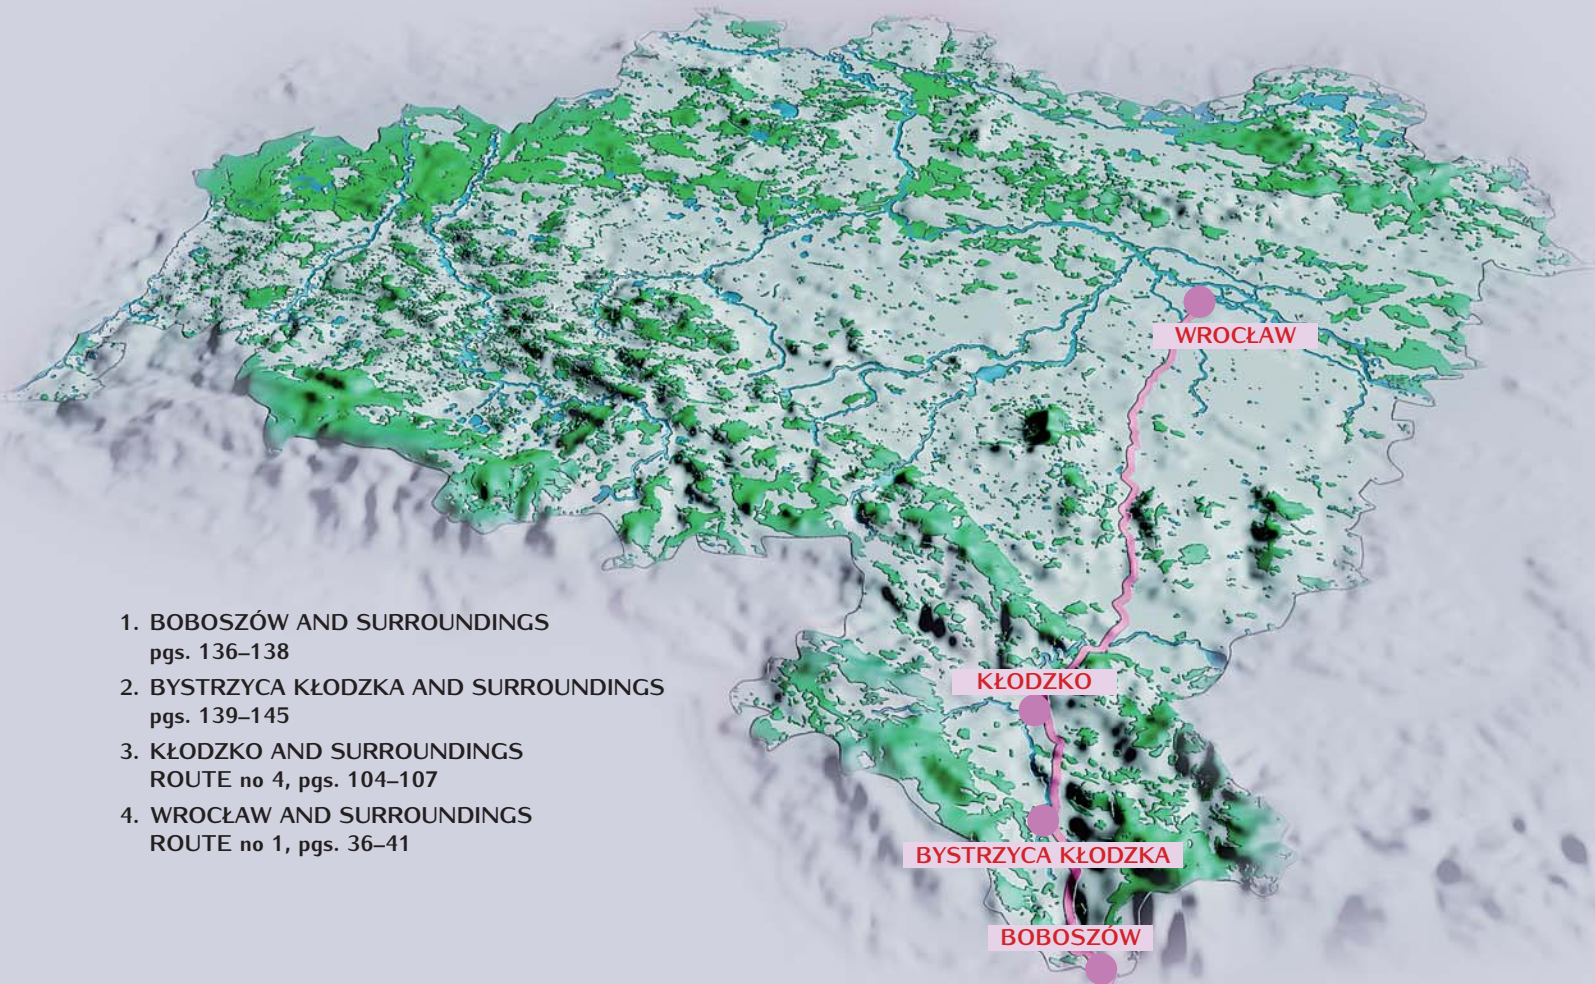 WROCŁAW
1. BOBOSZÓW AND SURROUNDINGS
pgs. 136–138
2. BYSTRZYCA KŁODZKA AND SURROUNDINGS
pgs. 139–145
3. KŁODZKO AND SURROUNDINGS
ROUTE no 4, pgs. 104–107
4. WROCŁAW AND SURROUNDINGS
ROUTE no 1, pgs. 36–41
KŁODZKO
BYSTRZYCA KŁODZKA
BOBOSZÓW